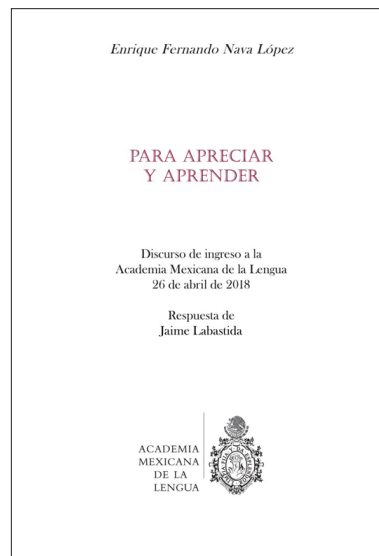 Enrique Fernando Nava López
PARA APRECIAR
Y APRENDER
Discurso de ingreso a la
Academia Mexicana de la Lengua
26 de abril de 2018
Respuesta de
Jaime Labastida
ACADEMIA
MEXICANA
DE LA
LENGUA